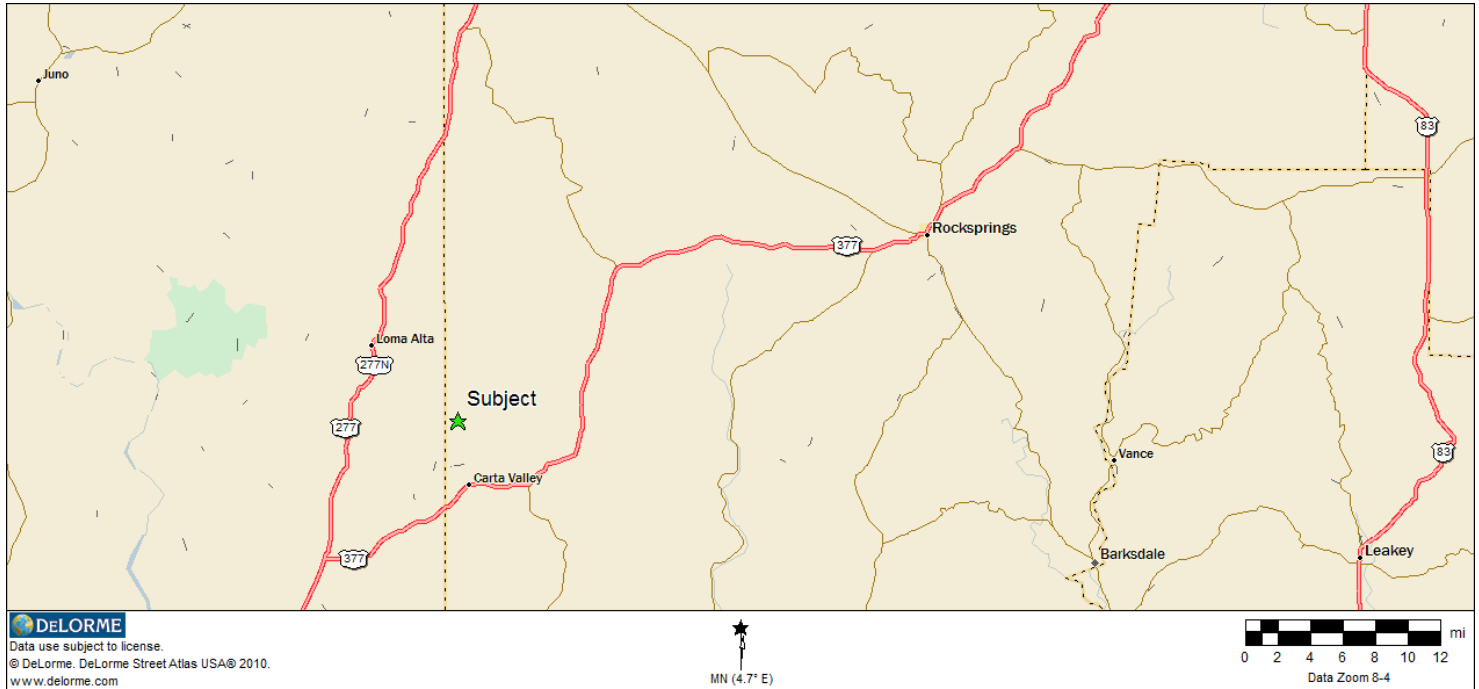 Juno
83
Rocksprings
377
Loma Alta
277N
Subject
277
83
Vance
Carta Valley
377
Barksdale
Leakey
DELORME
Data use subject to license.
© DeLorme. DeLorme Street Atlas USA® 2010.
www.delorme.com
MN (4.7° E)
mi
0 2 4 6 8 10 12
Data Zoom 8-4